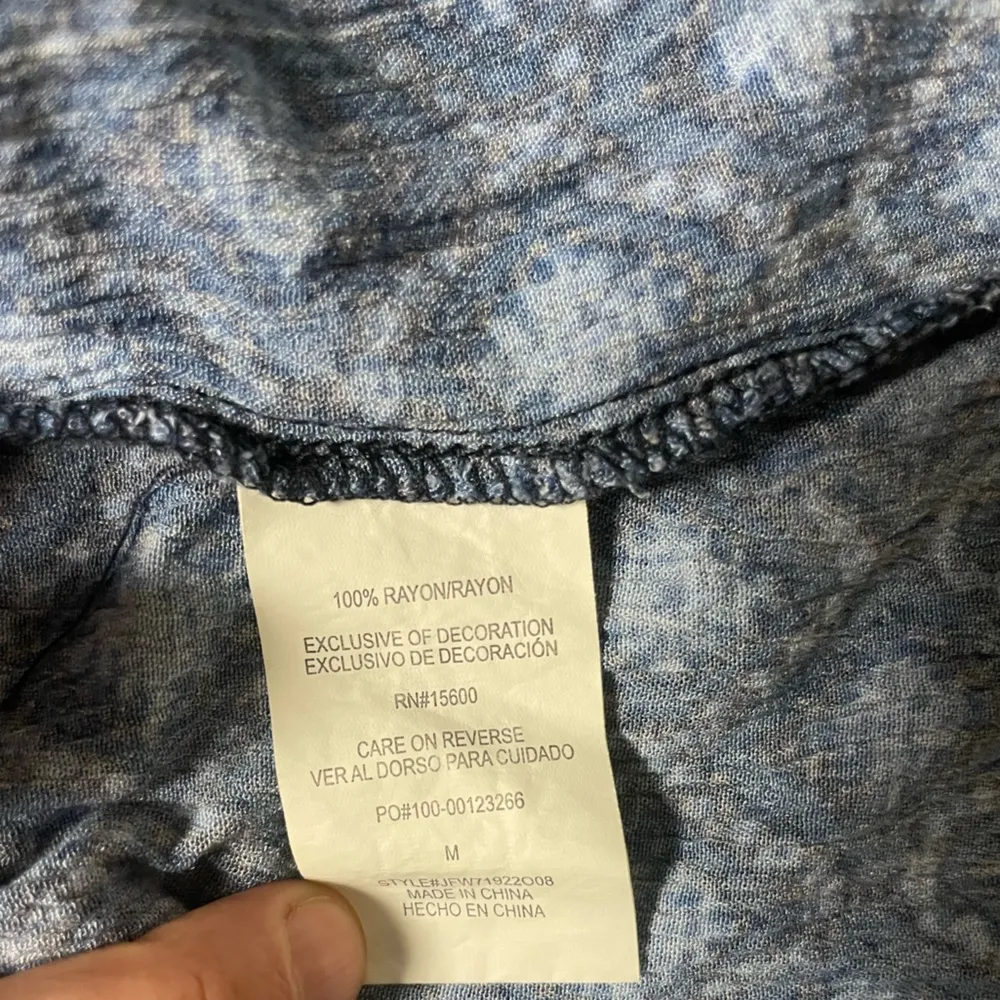 100% RAYON/RAYON
EXCLUSIVE OF DECORATION
EXCLUSIVO DE DECORACIÓN
RN#15600
CARE ON REVERSE
VER AL DORSO PARA CUIDADO
PO#100-00123266
M
STYLE#JFW71922O08
MADE IN CHINA
HECHO EN CHINA